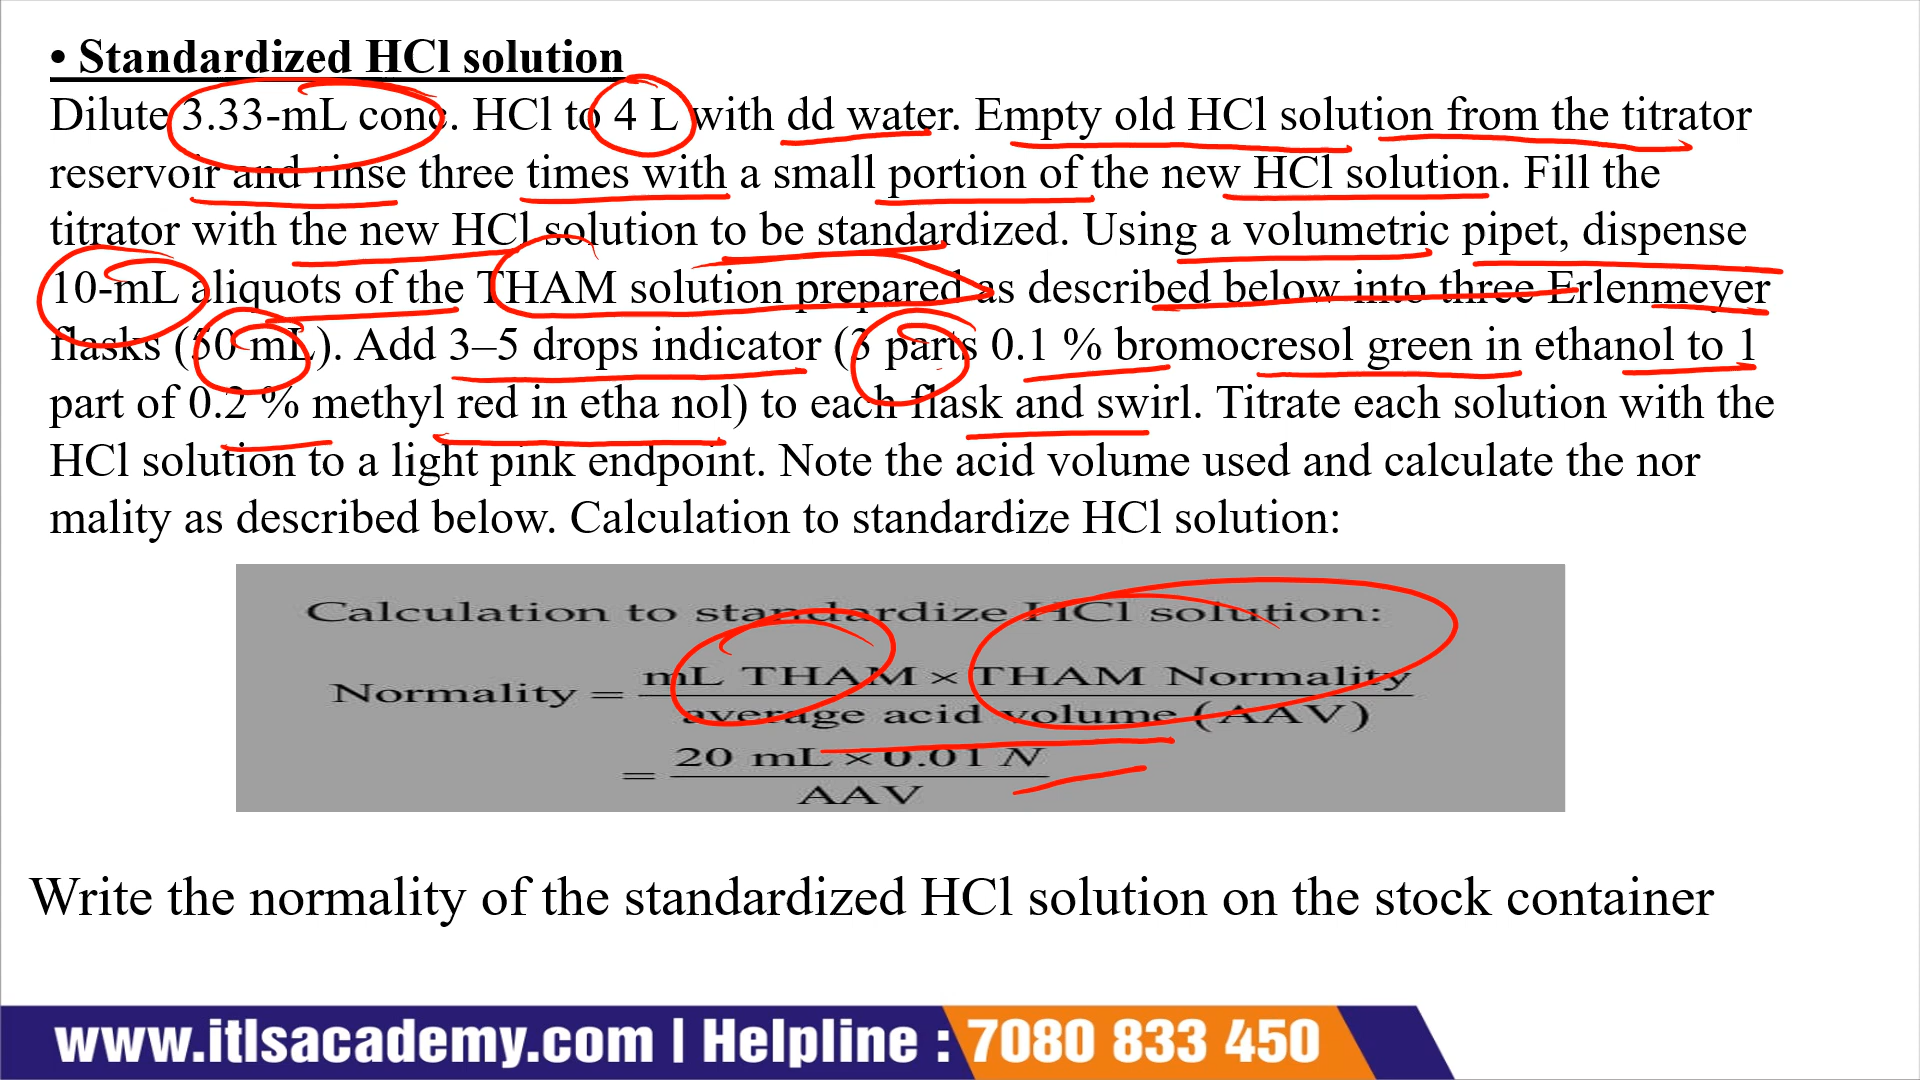 • Standardized HCl solution
Dilute 3.33-mL conc. HCl to 4 L with dd water. Empty old HCl solution from the titrator
reservoir and rinse three times with a small portion of the new HCl solution. Fill the
titrator with the new HCl solution to be standardized. Using a volumetric pipet, dispense
10-mL aliquots of the THAM solution prepared as described below into three Erlenmeyer
flasks (50 mL). Add 3–5 drops indicator (3 parts 0.1 % bromocresol green in ethanol to 1
part of 0.2 % methyl red in etha nol) to each flask and swirl. Titrate each solution with the
HCl solution to a light pink endpoint. Note the acid volume used and calculate the nor
mality as described below. Calculation to standardize HCl solution:
Calculation to standardize HCl solution:
mL THAM × THAM Normality
Normality =
average acid volume (AAV)
20 mL × 0.01 N
=
AAV
Write the normality of the standardized HCl solution on the stock container
www.itlsacademy.com | Helpline : 7080 833 450